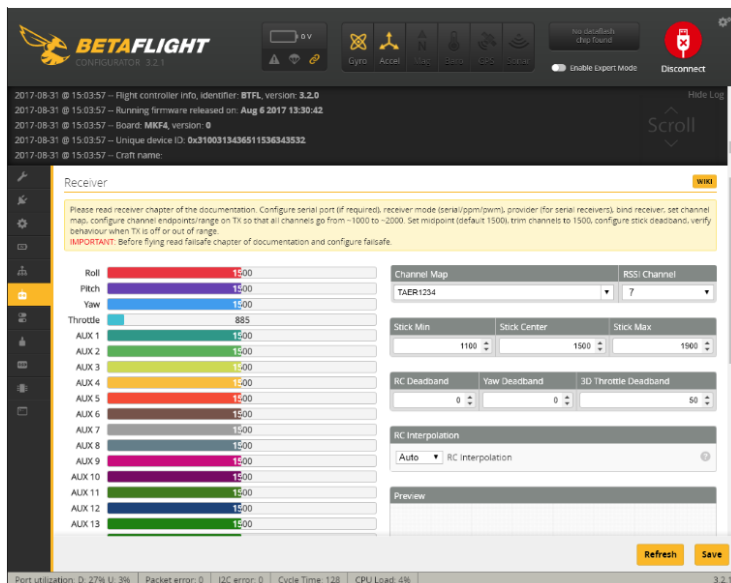 BETAFLIGHT
CONFIGURATOR 3.2.1
0 V
Gyro Accel Mag Baro GPS Sonar
No dataflash
chip found
Enable Expert Mode
Disconnect
2017-08-31 @ 15:03:57 -- Flight controller info, identifier: BTFL, version: 3.2.0
Hide Log
2017-08-31 @ 15:03:57 -- Running firmware released on: Aug 6 2017 13:30:42
2017-08-31 @ 15:03:57 -- Board: MKF4, version: 0
2017-08-31 @ 15:03:57 -- Unique device ID: 0x3100313436511536343532
2017-08-31 @ 15:03:57 -- Craft name:
Scroll
Receiver
WIKI
Please read receiver chapter of the documentation. Configure serial port (if required), receiver mode (serial/ppm/pwm), provider (for serial receivers), bind receiver, set channel
map, configure channel endpoints/range on TX so that all channels go from ~1000 to ~2000. Set midpoint (default 1500), trim channels to 1500, configure stick deadband, verify
behaviour when TX is off or out of range.
IMPORTANT: Before flying read failsafe chapter of documentation and configure failsafe.
Roll 1500
Pitch 1500
Yaw 1500
Throttle 885
AUX 1 1500
AUX 2 1500
AUX 3 1500
AUX 4 1500
AUX 5 1500
AUX 6 1500
AUX 7 1500
AUX 8 1500
AUX 9 1500
AUX 10 1500
AUX 11 1500
AUX 12 1500
AUX 13 1500
Channel Map RSSI Channel
TAER1234 7
Stick Min Stick Center Stick Max
1100 1500 1900
RC Deadband Yaw Deadband 3D Throttle Deadband
0 0 50
RC Interpolation
Auto RC Interpolation
Preview
Refresh Save
Port utilization: D: 27% U: 3% Packet error: 0 I2C error: 0 Cycle Time: 128 CPU Load: 4% 3.2.1